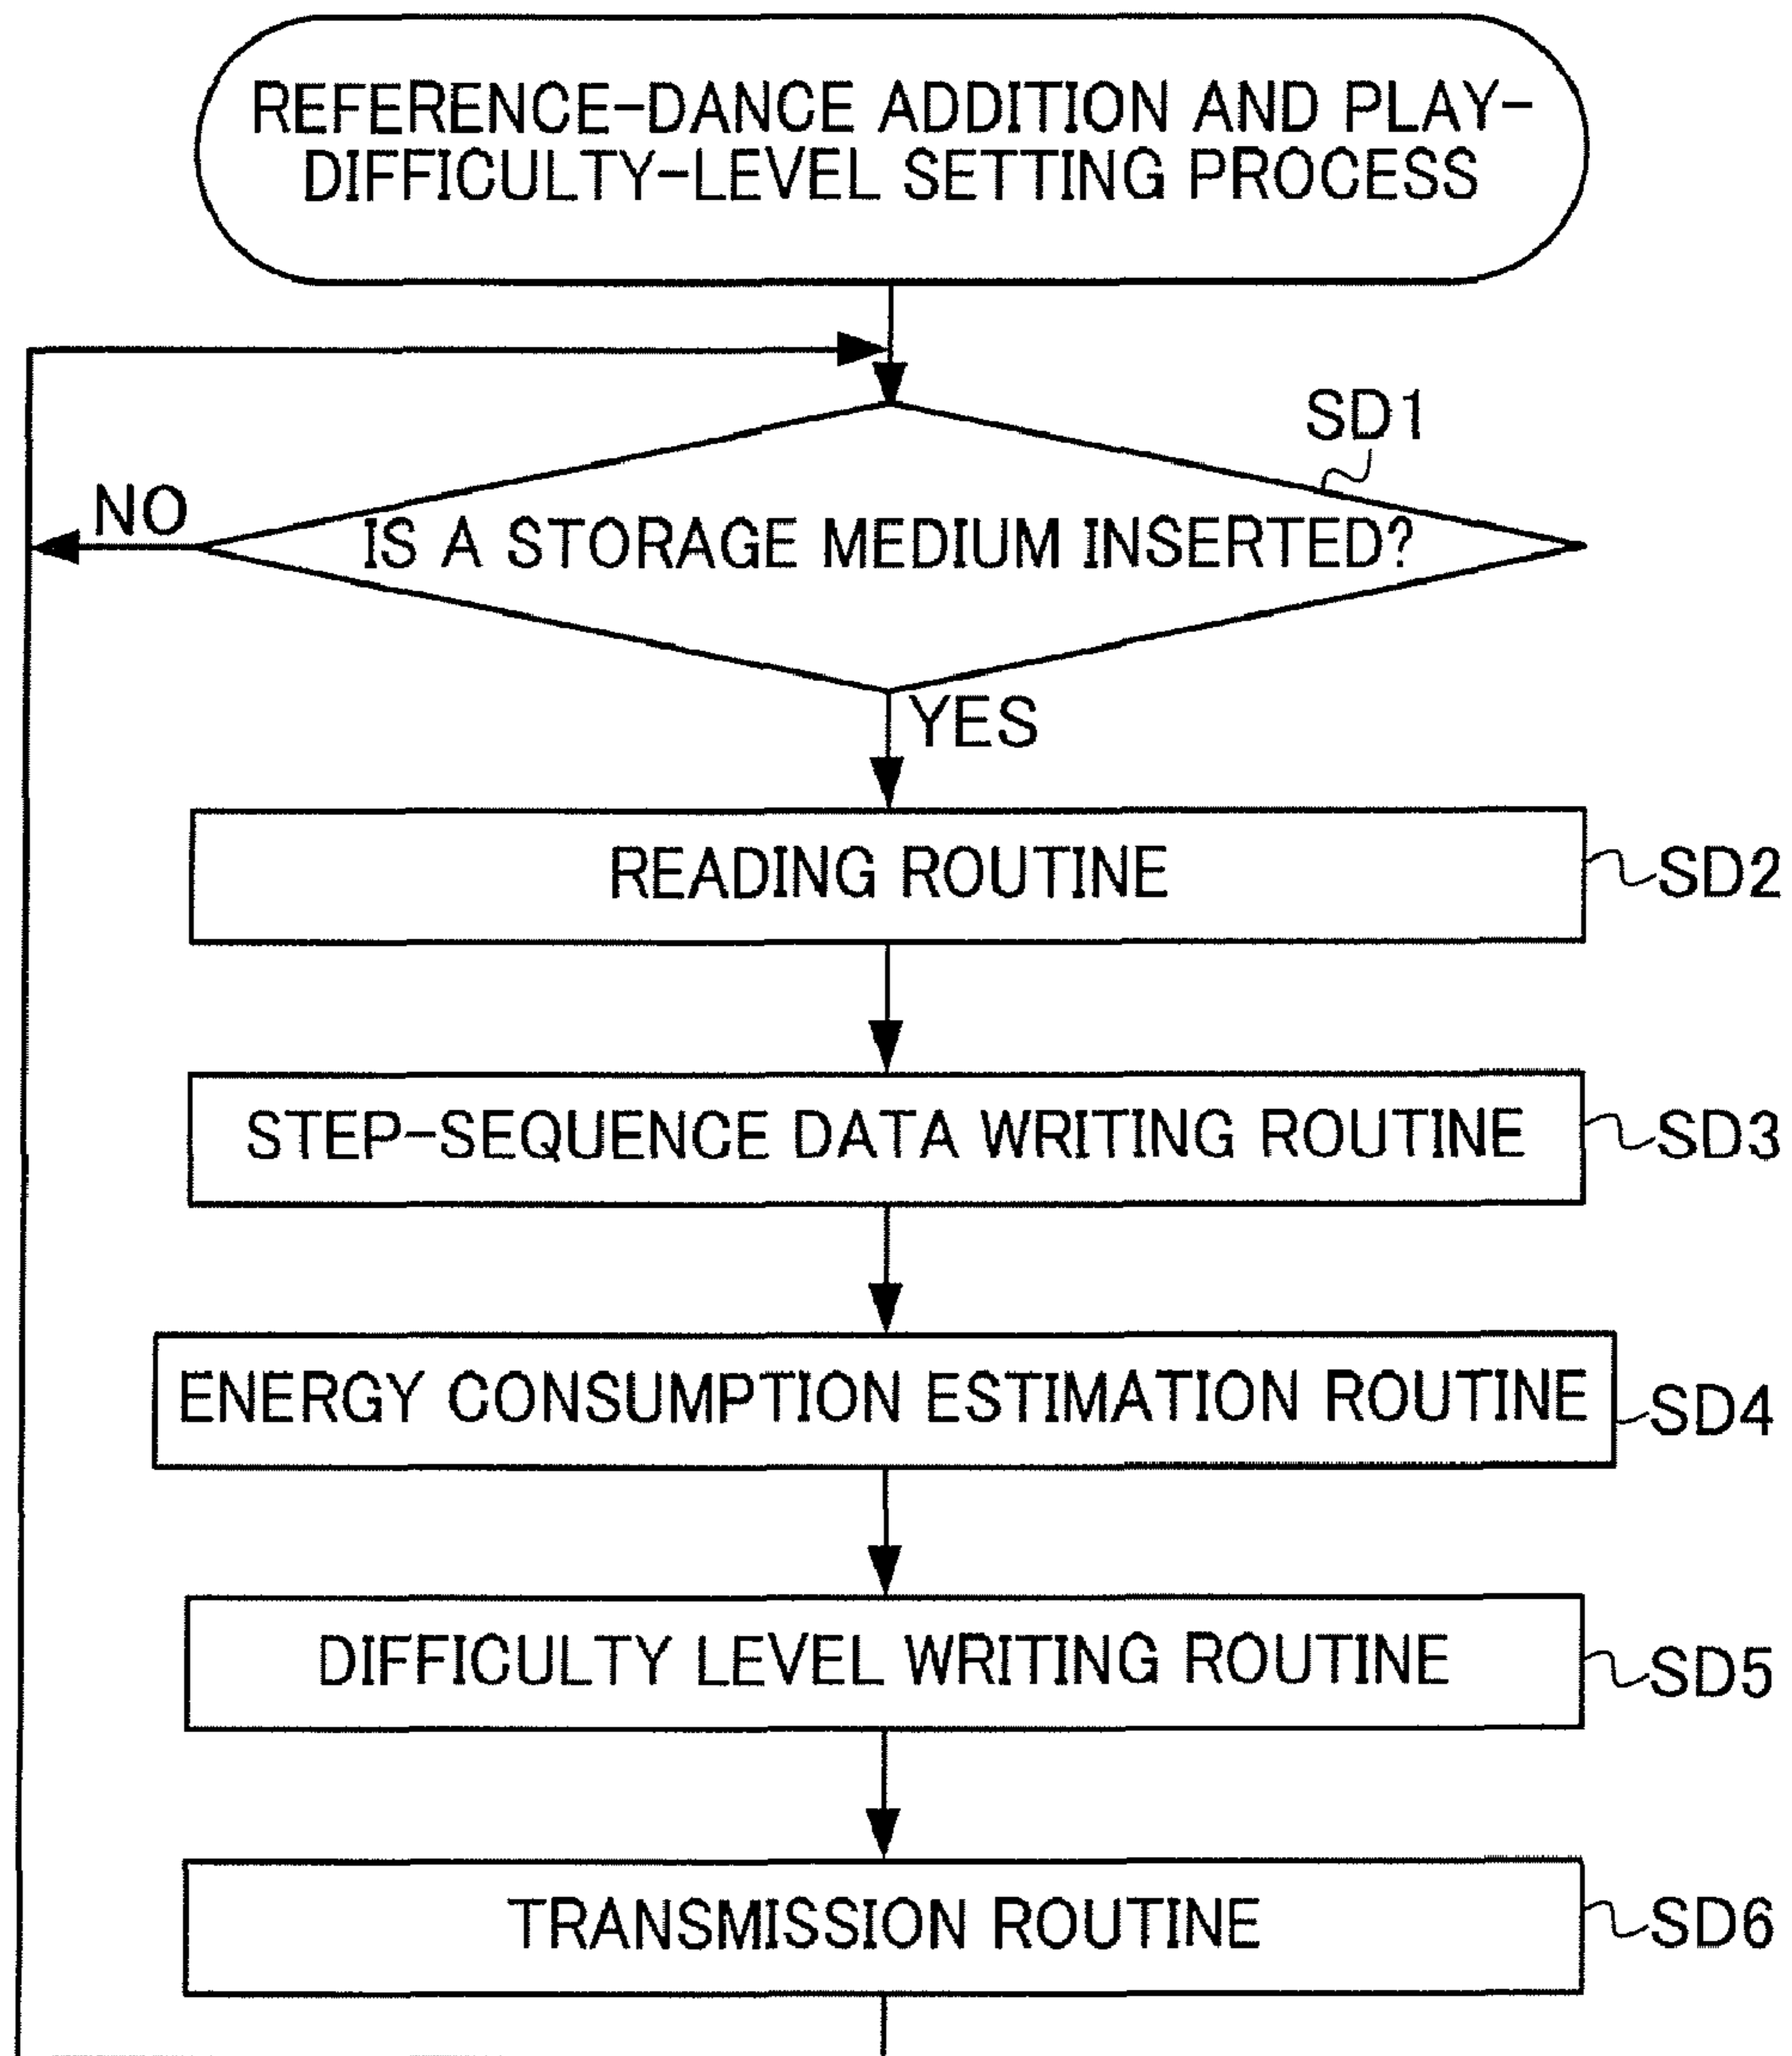 REFERENCE-DANCE ADDITION AND PLAY-
DIFFICULTY-LEVEL SETTING PROCESS
SD1
NO
IS A STORAGE MEDIUM INSERTED?
YES
READING ROUTINE
SD2
STEP-SEQUENCE DATA WRITING ROUTINE
SD3
ENERGY CONSUMPTION ESTIMATION ROUTINE
SD4
DIFFICULTY LEVEL WRITING ROUTINE
SD5
TRANSMISSION ROUTINE
SD6